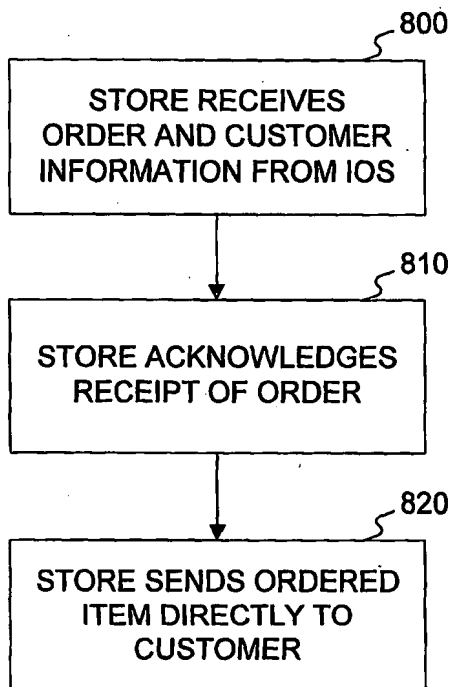 800
STORE RECEIVES
ORDER AND CUSTOMER
INFORMATION FROM IOS
810
STORE ACKNOWLEDGES
RECEIPT OF ORDER
820
STORE SENDS ORDERED
ITEM DIRECTLY TO
CUSTOMER